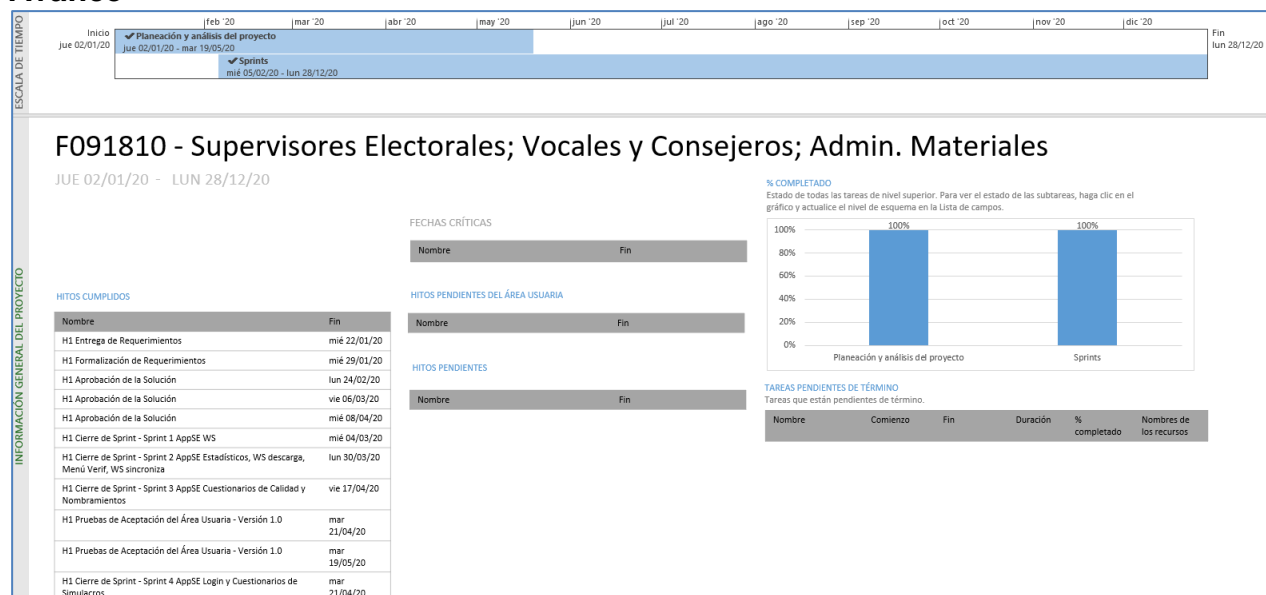 Avance
ESCALA DE TIEMPO
feb '20 mar '20 abr '20 may '20 jun '20 jul '20 ago '20 sep '20 oct '20 nov '20 dic '20
Inicio
jue 02/01/20
Planeación y análisis del proyecto
jue 02/01/20 - mar 19/05/20
Sprints
mié 05/02/20 - lun 28/12/20
Fin
lun 28/12/20
INFORMACIÓN GENERAL DEL PROYECTO
F091810 - Supervisores Electorales; Vocales y Consejeros; Admin. Materiales
JUE 02/01/20 - LUN 28/12/20
HITOS CUMPLIDOS
Nombre Fin
H1 Entrega de Requerimientos mié 22/01/20
H1 Formalización de Requerimientos mié 29/01/20
H1 Aprobación de la Solución lun 24/02/20
H1 Aprobación de la Solución vie 06/03/20
H1 Aprobación de la Solución mié 08/04/20
H1 Cierre de Sprint - Sprint 1 AppSE WS mié 04/03/20
H1 Cierre de Sprint - Sprint 2 AppSE Estadísticos, WS descarga, lun 30/03/20
Menú Verif, WS sincroniza
H1 Cierre de Sprint - Sprint 3 AppSE Cuestionarios de Calidad y vie 17/04/20
Nombramientos
H1 Pruebas de Aceptación del Área Usuaria - Versión 1.0 mar
21/04/20
H1 Pruebas de Aceptación del Área Usuaria - Versión 1.0 mar
19/05/20
H1 Cierre de Sprint - Sprint 4 AppSE Login y Cuestionarios de mar
Simulacros 21/04/20
FECHAS CRÍTICAS
Nombre Fin
HITOS PENDIENTES DEL ÁREA USUARIA
Nombre Fin
HITOS PENDIENTES
Nombre Fin
% COMPLETADO
Estado de todas las tareas de nivel superior. Para ver el estado de las subtareas, haga clic en el
gráfico y actualice el nivel de esquema en la Lista de campos.
100% 100%
100%
80%
60%
40%
20%
0%
Planeación y análisis del proyecto Sprints
TAREAS PENDIENTES DE TÉRMINO
Tareas que están pendientes de término.
Nombre Comienzo Fin Duración % Nombres de
completado los recursos